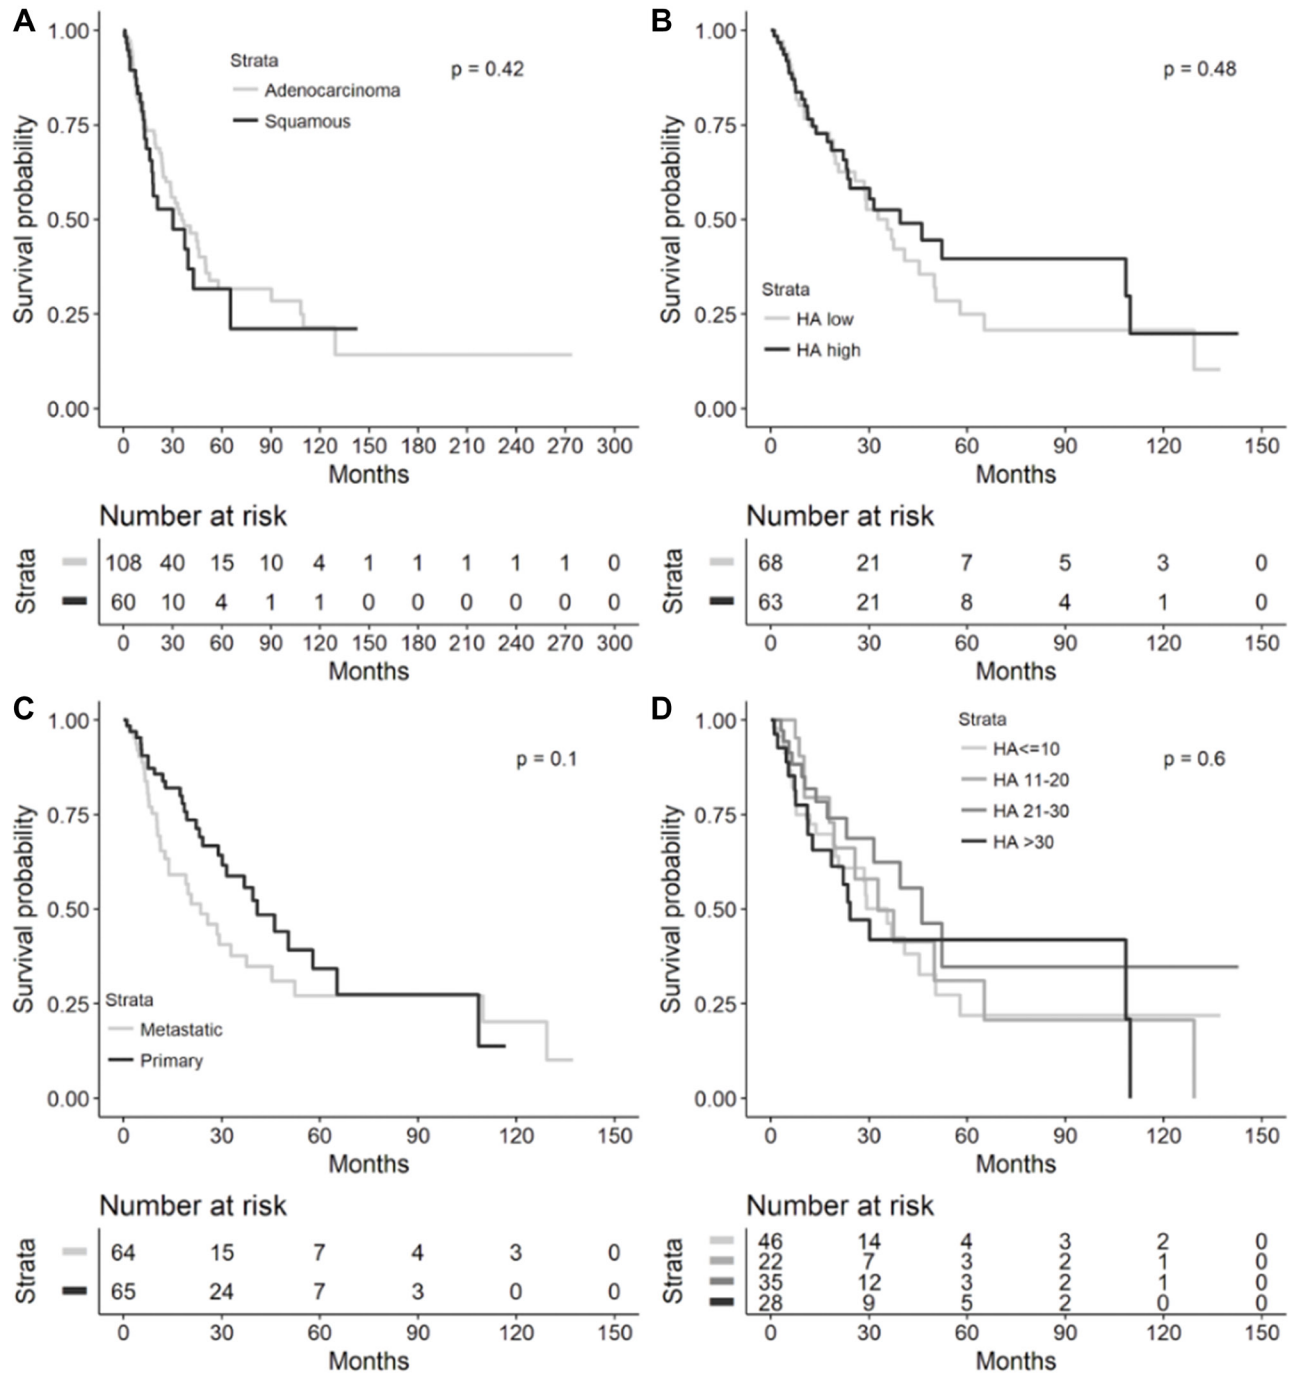 A
Strata
Adenocarcinoma
Squamous
p = 0.42
1.00
0.75
0.50
0.25
0.00
Survival probability
0 30 60 90 120 150 180 210 240 270 300
Months
Number at risk
Strata
108 40 15 10 4 1 1 1 1 1 0
60 10 4 1 1 0 0 0 0 0 0
0 30 60 90 120 150 180 210 240 270 300
Months
B
p = 0.48
1.00
0.75
0.50
0.25
0.00
Survival probability
Strata
HA low
HA high
0 30 60 90 120 150
Months
Number at risk
Strata
68 21 7 5 3 0
63 21 8 4 1 0
0 30 60 90 120 150
Months
C
p = 0.1
1.00
0.75
0.50
0.25
0.00
Survival probability
Strata
Metastatic
Primary
0 30 60 90 120 150
Months
Number at risk
Strata
64 15 7 4 3 0
65 24 7 3 0 0
0 30 60 90 120 150
Months
D
Strata
HA<=10
HA 11-20
HA 21-30
HA >30
p = 0.6
1.00
0.75
0.50
0.25
0.00
Survival probability
0 30 60 90 120 150
Months
Number at risk
Strata
46 14 4 3 2 0
22 7 3 2 1 0
35 12 3 2 1 0
28 9 5 2 0 0
0 30 60 90 120 150
Months